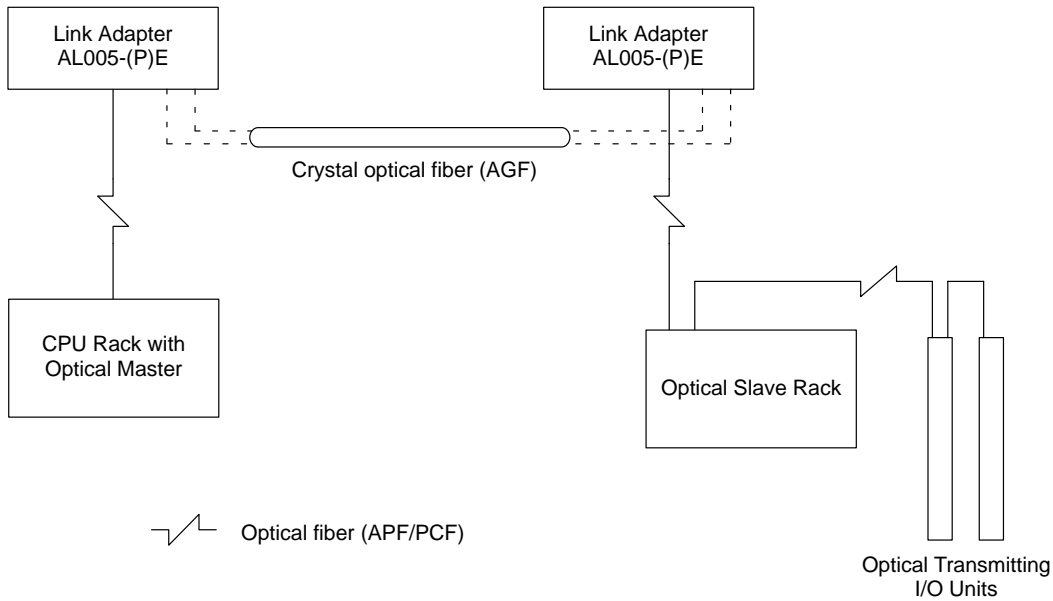 Link Adapter
AL005-(P)E
Link Adapter
AL005-(P)E
Crystal optical fiber (AGF)
CPU Rack with
Optical Master
Optical Slave Rack
Optical fiber (APF/PCF)
Optical Transmitting
I/O Units